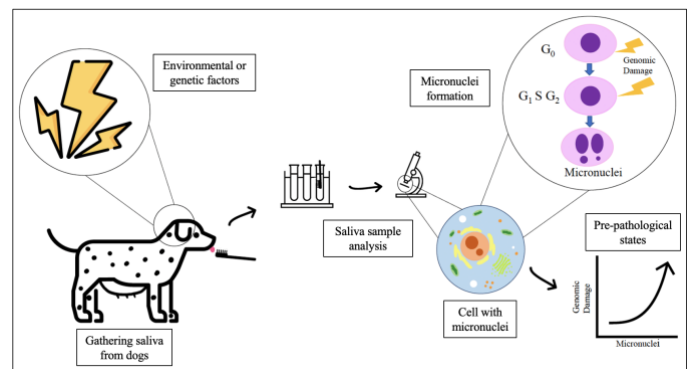 Environmental or
genetic factors
Micronuclei
formation
G₀
Genomic
Damage
G₁ S G₂
Micronuclei
Saliva sample
analysis
Pre-pathological
states
Gathering saliva
from dogs
Cell with
micronuclei
Genomic
Damage
Micronuclei